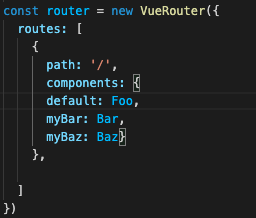 const router = new VueRouter({
  routes: [
    {
      path: '/',
      components: {
      default: Foo,
      myBar: Bar,
      myBaz: Baz}
    },

  ]
})